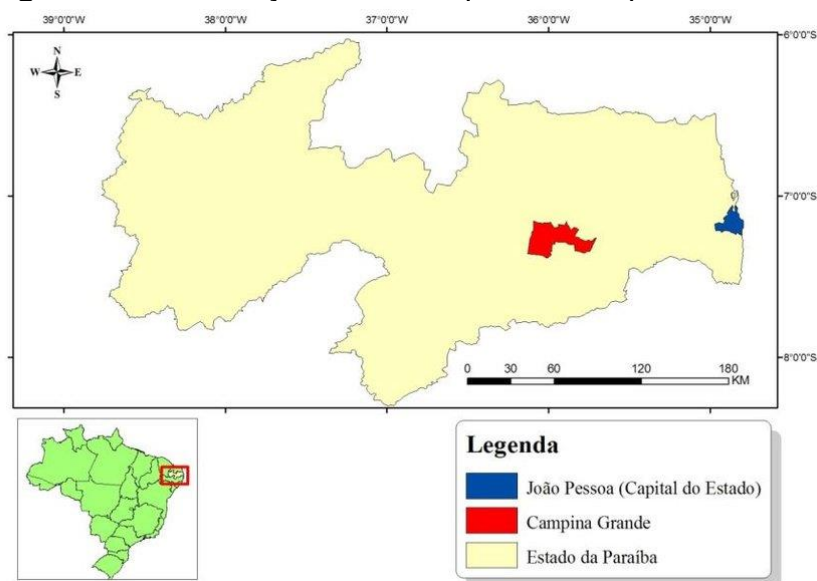 39°0'0"W 38°0'0"W 37°0'0"W 36°0'0"W 35°0'0"W
6°0'0"S
N
W E
S
7°0'0"S
8°0'0"S
0 30 60 120 180
KM
Legenda
João Pessoa (Capital do Estado)
Campina Grande
Estado da Paraíba